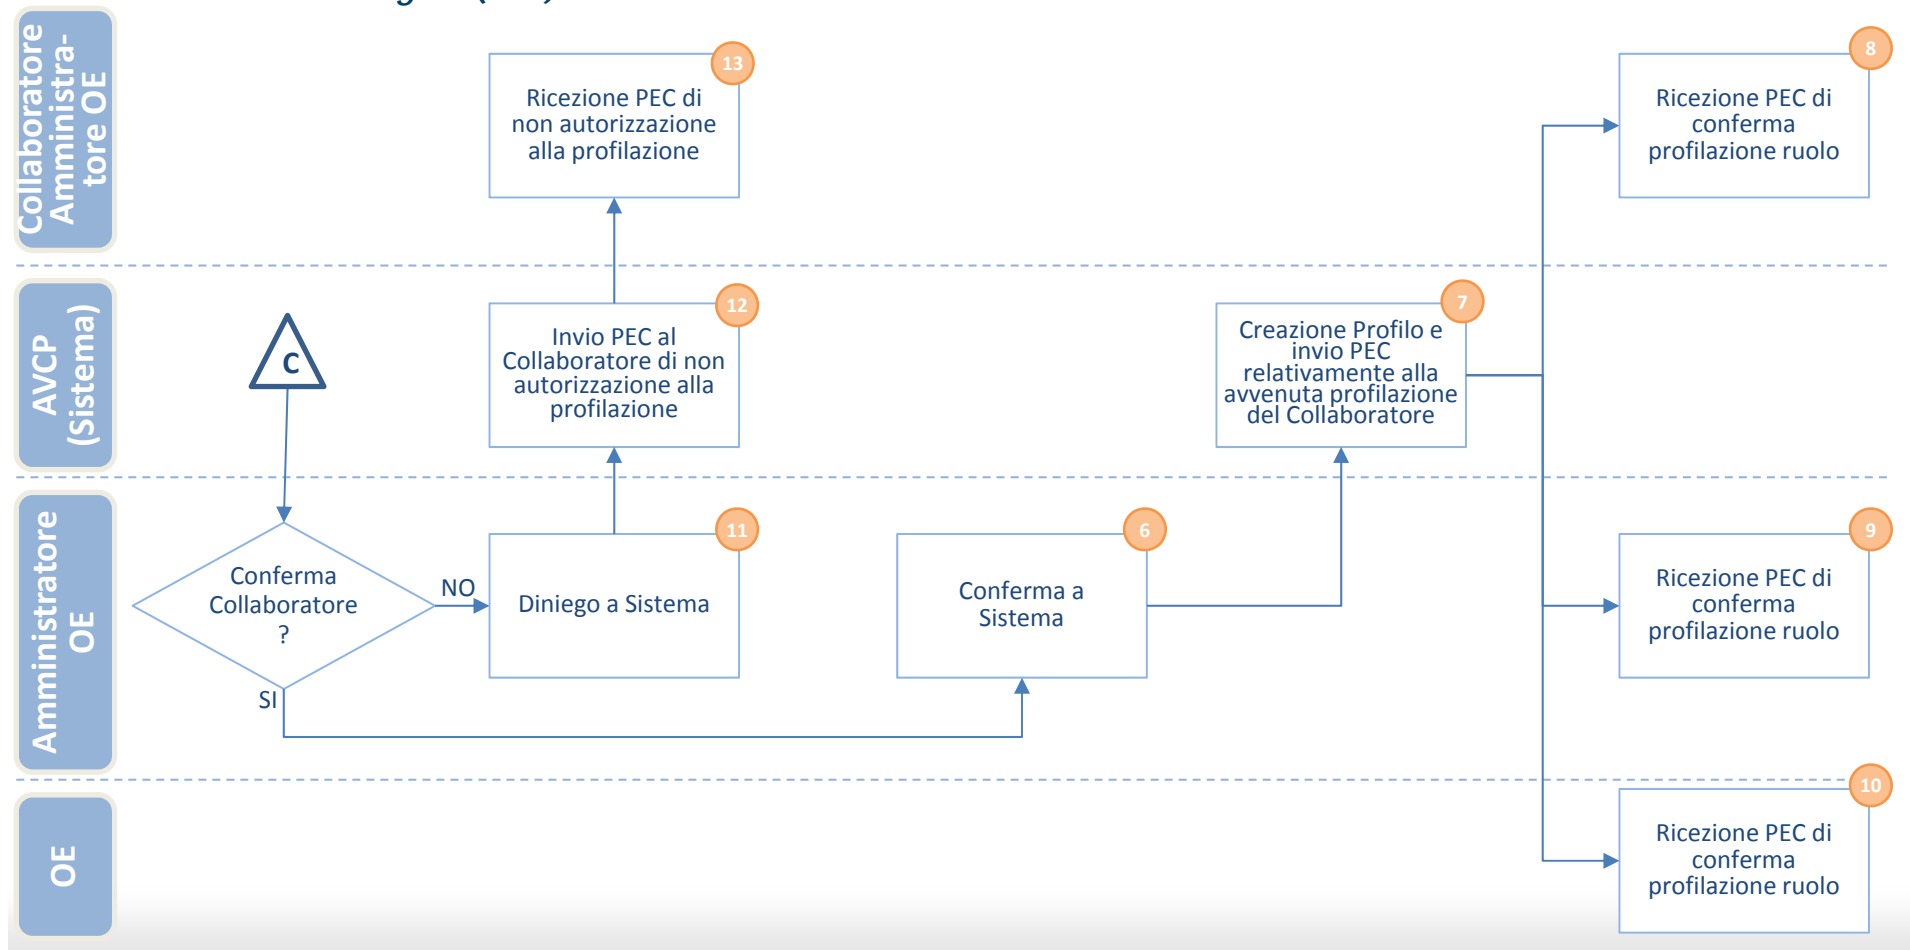 Collaboratore
Amministra-
tore OE
13
Ricezione PEC di
non autorizzazione
alla profilazione
8
Ricezione PEC di
conferma
profilazione ruolo
AVCP
(Sistema)
C
12
Invio PEC al
Collaboratore di non
autorizzazione alla
profilazione
7
Creazione Profilo e
invio PEC
relativamente alla
avvenuta profilazione
del Collaboratore
Amministratore
OE
Conferma
Collaboratore
?
NO
SI
11
Diniego a Sistema
6
Conferma a
Sistema
9
Ricezione PEC di
conferma
profilazione ruolo
OE
10
Ricezione PEC di
conferma
profilazione ruolo